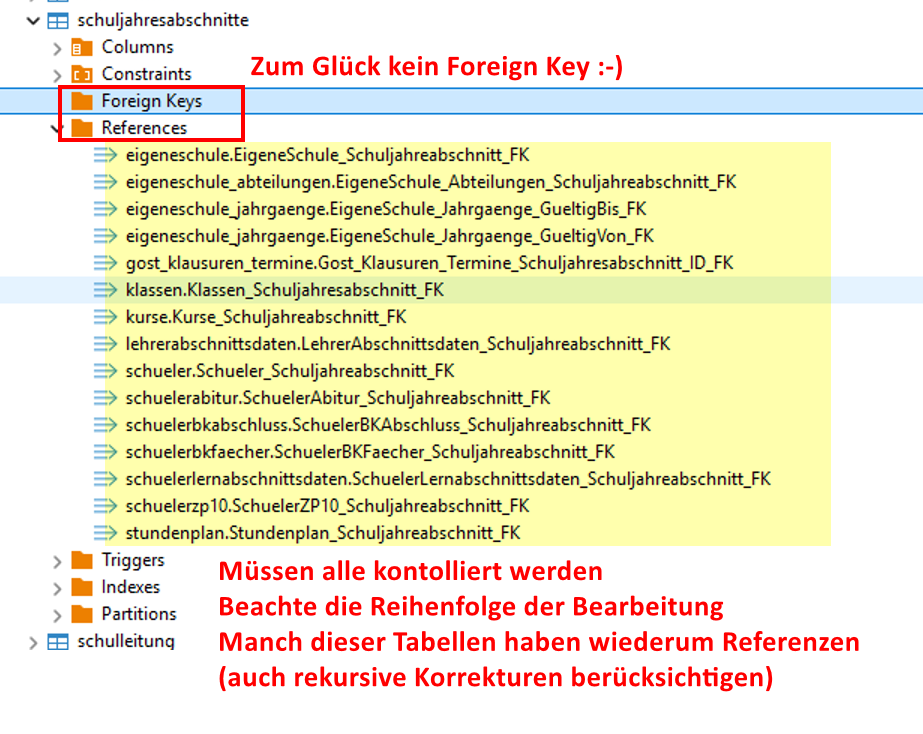 schuljahresabschnitte
Columns
Constraints
Zum Glück kein Foreign Key :-)
Foreign Keys
References
eigeneschule.EigeneSchule_Schuljahreabschnitt_FK
eigeneschule_abteilungen.EigeneSchule_Abteilungen_Schuljahreabschnitt_FK
eigeneschule_jahrgaenge.EigeneSchule_Jahrgaenge_GueltigBis_FK
eigeneschule_jahrgaenge.EigeneSchule_Jahrgaenge_GueltigVon_FK
gost_klausuren_termine.Gost_Klausuren_Termine_Schuljahresabschnitt_ID_FK
klassen.Klassen_Schuljahresabschnitt_FK
kurse.Kurse_Schuljahreabschnitt_FK
lehrerabschnittsdaten.LehrerAbschnittsdaten_Schuljahreabschnitt_FK
schueler.Schueler_Schuljahreabschnitt_FK
schuelerabitur.SchuelerAbitur_Schuljahreabschnitt_FK
schuelerbkabschluss.SchuelerBKAbschluss_Schuljahreabschnitt_FK
schuelerbkfaecher.SchuelerBKFaecher_Schuljahreabschnitt_FK
schuelerlernabschnittsdaten.SchuelerLernabschnittsdaten_Schuljahreabschnitt_FK
schuelerzp10.SchuelerZP10_Schuljahreabschnitt_FK
stundenplan.Stundenplan_Schuljahreabschnitt_FK
Triggers
Indexes
Partitions
schulleitung
Müssen alle kontolliert werden
Beachte die Reihenfolge der Bearbeitung
Manch dieser Tabellen haben wiederum Referenzen
(auch rekursive Korrekturen berücksichtigen)